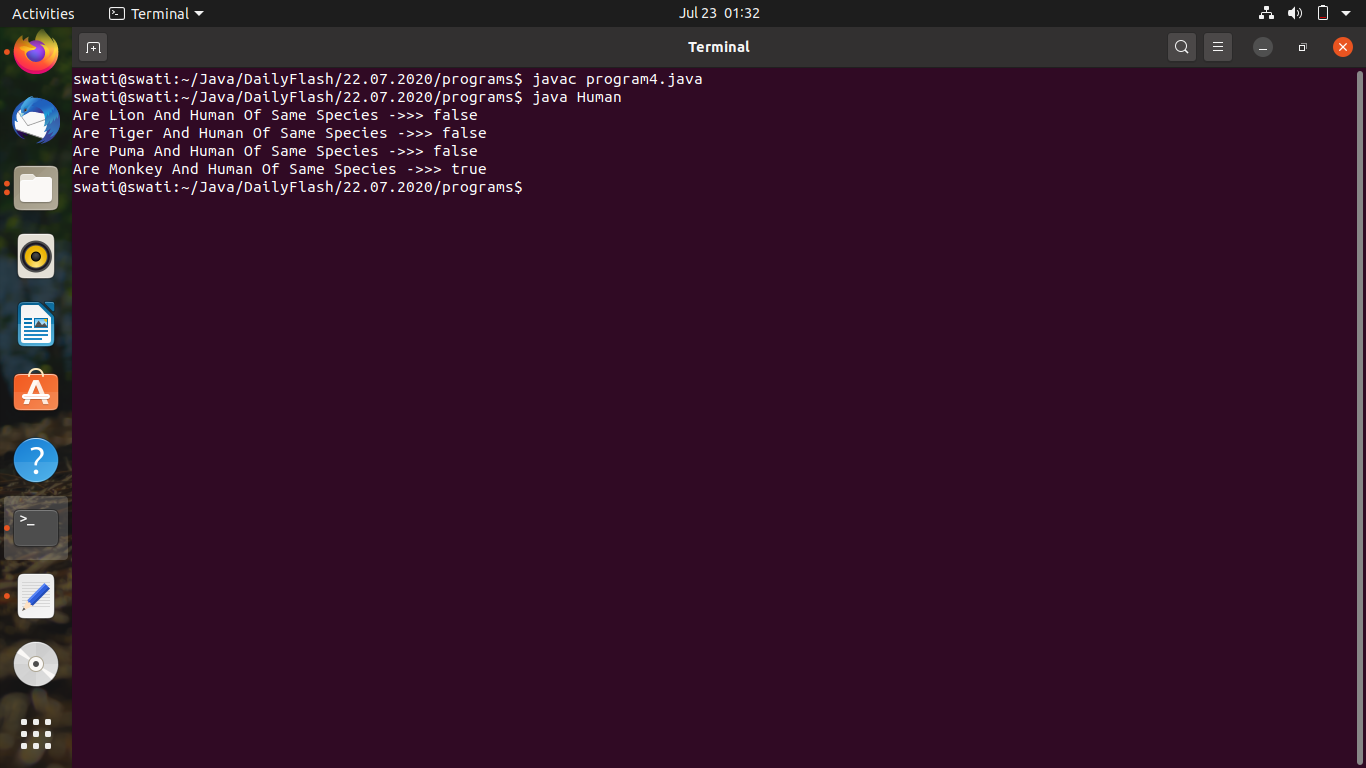 Activities
Terminal
Jul 23 01:32
Terminal
swati@swati:~/Java/DailyFlash/22.07.2020/programs$ javac program4.java
swati@swati:~/Java/DailyFlash/22.07.2020/programs$ java Human
Are Lion And Human Of Same Species ->>> false
Are Tiger And Human Of Same Species ->>> false
Are Puma And Human Of Same Species ->>> false
Are Monkey And Human Of Same Species ->>> true
swati@swati:~/Java/DailyFlash/22.07.2020/programs$